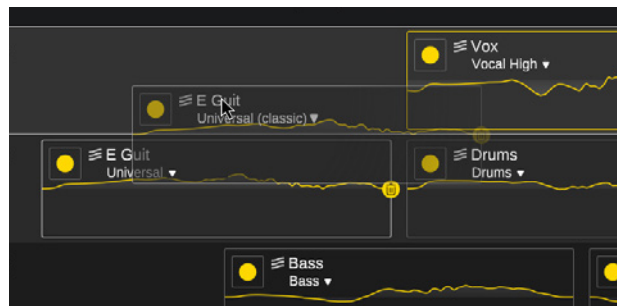 Vox
Vocal High
E Guit
Universal (classic)
E Guit
Universal
Drums
Drums
Bass
Bass